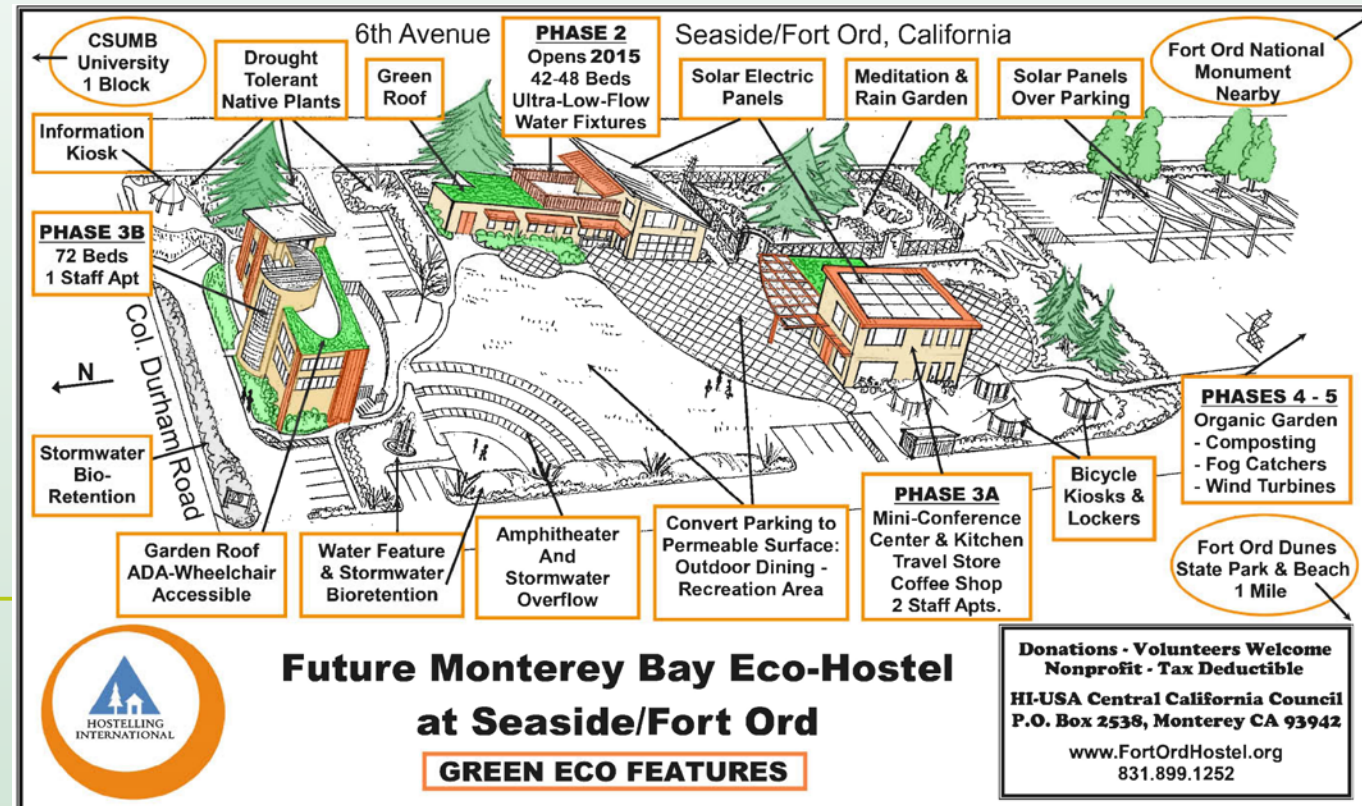 6th Avenue
Seaside/Fort Ord, California
CSUMB
University
1 Block
Drought
Tolerant
Native Plants
Green
Roof
PHASE 2
Opens 2015
42-48 Beds
Ultra-Low-Flow
Water Fixtures
Solar Electric
Panels
Meditation &
Rain Garden
Solar Panels
Over Parking
Fort Ord National
Monument
Nearby
Information
Kiosk
PHASE 3B
72 Beds
1 Staff Apt
N
Col. Durham Road
Stormwater
Bio-
Retention
Garden Roof
ADA-Wheelchair
Accessible
Water Feature
& Stormwater
Bioretention
Amphitheater
And
Stormwater
Overflow
Convert Parking to
Permeable Surface:
Outdoor Dining -
Recreation Area
PHASE 3A
Mini-Conference
Center & Kitchen
Travel Store
Coffee Shop
2 Staff Apts.
Bicycle
Kiosks &
Lockers
PHASES 4 - 5
Organic Garden
- Composting
- Fog Catchers
- Wind Turbines
Fort Ord Dunes
State Park & Beach
1 Mile
HOSTELLING
INTERNATIONAL
Future Monterey Bay Eco-Hostel
at Seaside/Fort Ord
GREEN ECO FEATURES
Donations - Volunteers Welcome
Nonprofit - Tax Deductible
HI-USA Central California Council
P.O. Box 2538, Monterey CA 93942
www.FortOrdHostel.org
831.899.1252